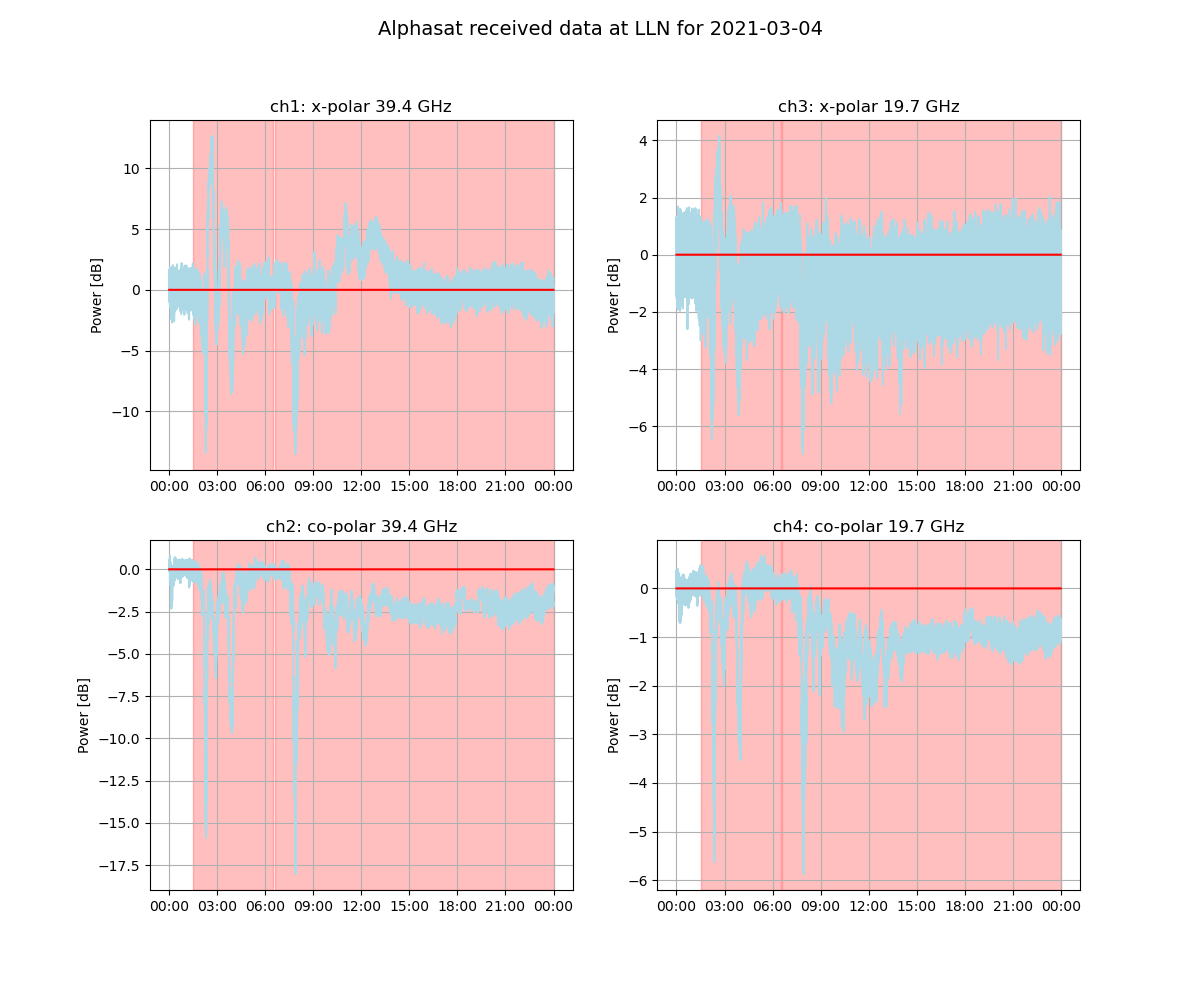 Alphasat received data at LLN for 2021-03-04
ch1: x-polar 39.4 GHz
Power [dB]
10
5
0
−5
−10
00:00 03:00 06:00 09:00 12:00 15:00 18:00 21:00 00:00
ch3: x-polar 19.7 GHz
Power [dB]
4
2
0
−2
−4
−6
00:00 03:00 06:00 09:00 12:00 15:00 18:00 21:00 00:00
ch2: co-polar 39.4 GHz
Power [dB]
0.0
−2.5
−5.0
−7.5
−10.0
−12.5
−15.0
−17.5
00:00 03:00 06:00 09:00 12:00 15:00 18:00 21:00 00:00
ch4: co-polar 19.7 GHz
Power [dB]
0
−1
−2
−3
−4
−5
−6
00:00 03:00 06:00 09:00 12:00 15:00 18:00 21:00 00:00